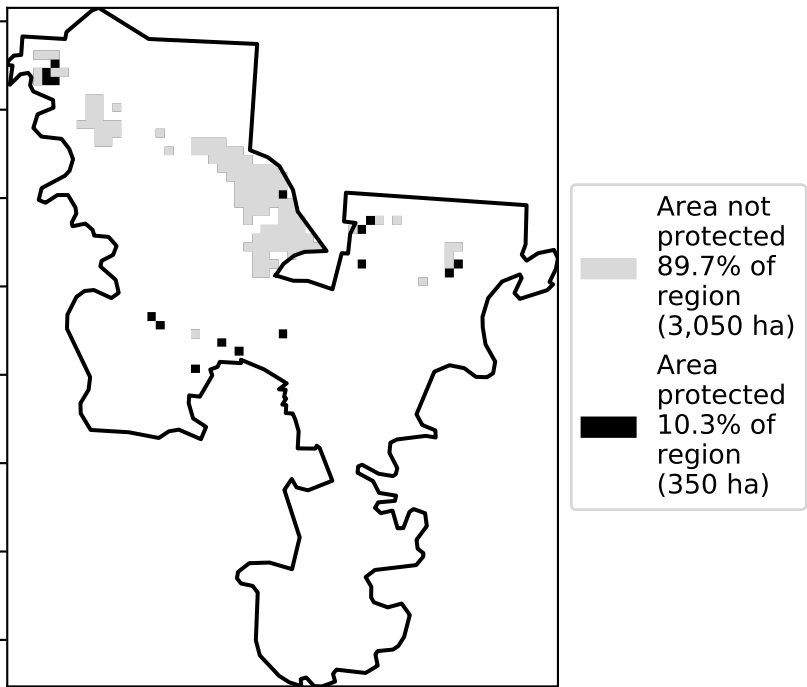 Area not
protected
89.7% of
region
(3,050 ha)
Area
protected
10.3% of
region
(350 ha)